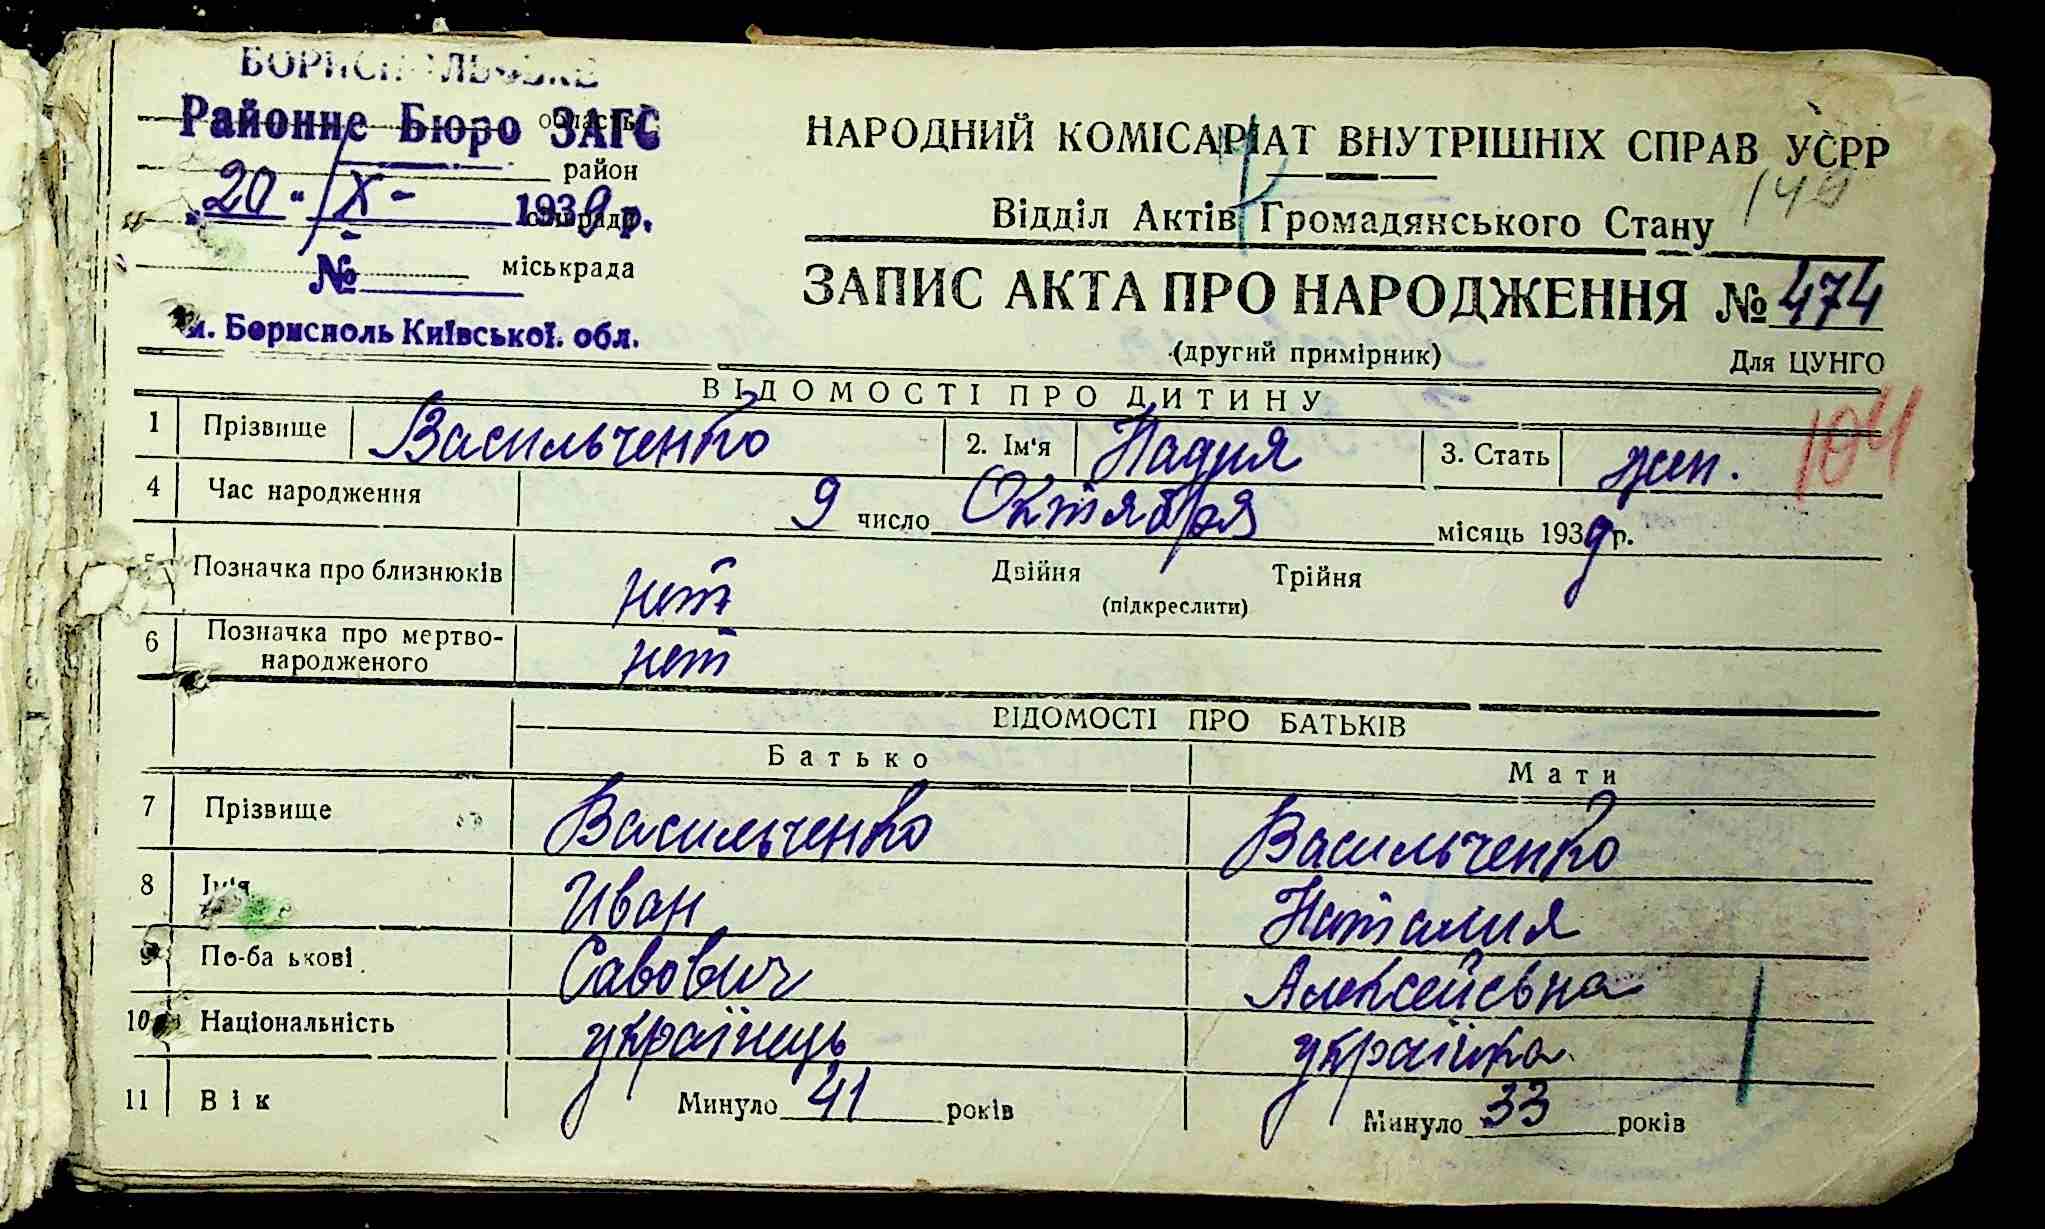 БОРИСПОЛЬСЬКЕ
Районне Бюро ЗАГС
область
район
"20" / X - 1939 р.
сільрада
№ міськрада
м. Бориспіль Київської обл.
НАРОДНИЙ КОМІСАРІАТ ВНУТРІШНІХ СПРАВ УСРР
149
Відділ Актів Громадянського Стану
ЗАПИС АКТА ПРО НАРОДЖЕННЯ № 474
(другий примірник) Для ЦУНГО
ВІДОМОСТІ ПРО ДИТИНУ
104
1 Прізвище Васильченко 2. Ім'я Надия 3. Стать жен.
4 Час народження 9 число Октября місяць 1939 р.
5 Позначка про близнюків нет Двійня Трійня
(підкреслити)
6 Позначка про мертво-
народженого нет
ВІДОМОСТІ ПРО БАТЬКІВ
Батько Мати
7 Прізвище Васильченко Васильченко
8 Ім'я Иван Наталия
9 По-ба ькові Савович Алексеевна
10 Національність українець українка
11 Вік Минуло 41 років Минуло 33 років